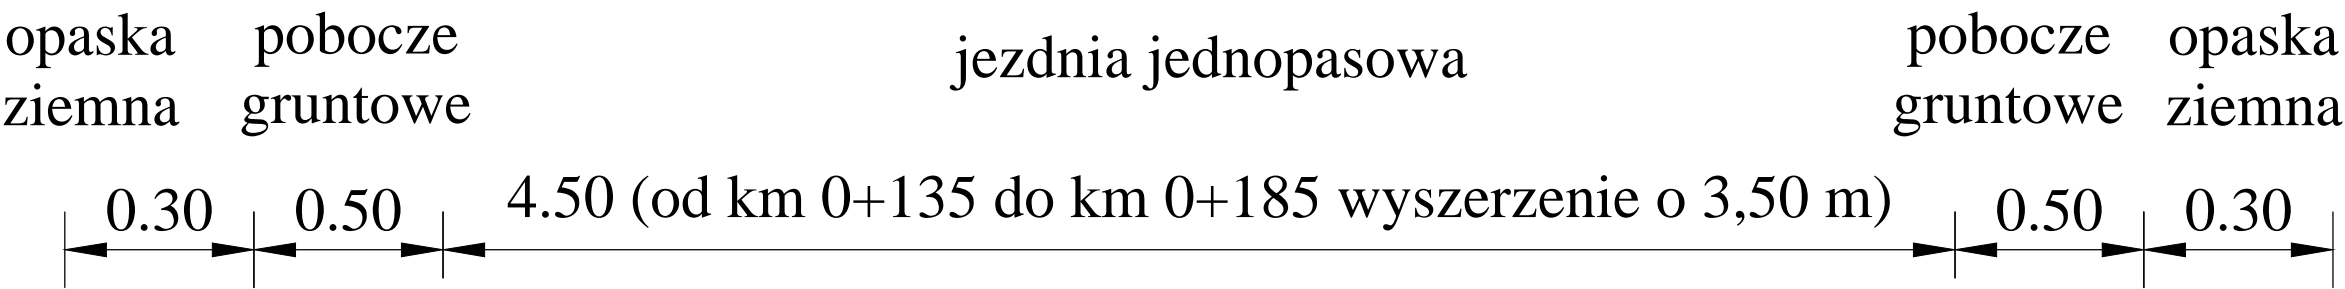 opaska
ziemna
pobocze
gruntowe
jezdnia jednopasowa
pobocze
gruntowe
opaska
ziemna
0.30
0.50
4.50 (od km 0+135 do km 0+185 wyszerzenie o 3,50 m)
0.50
0.30